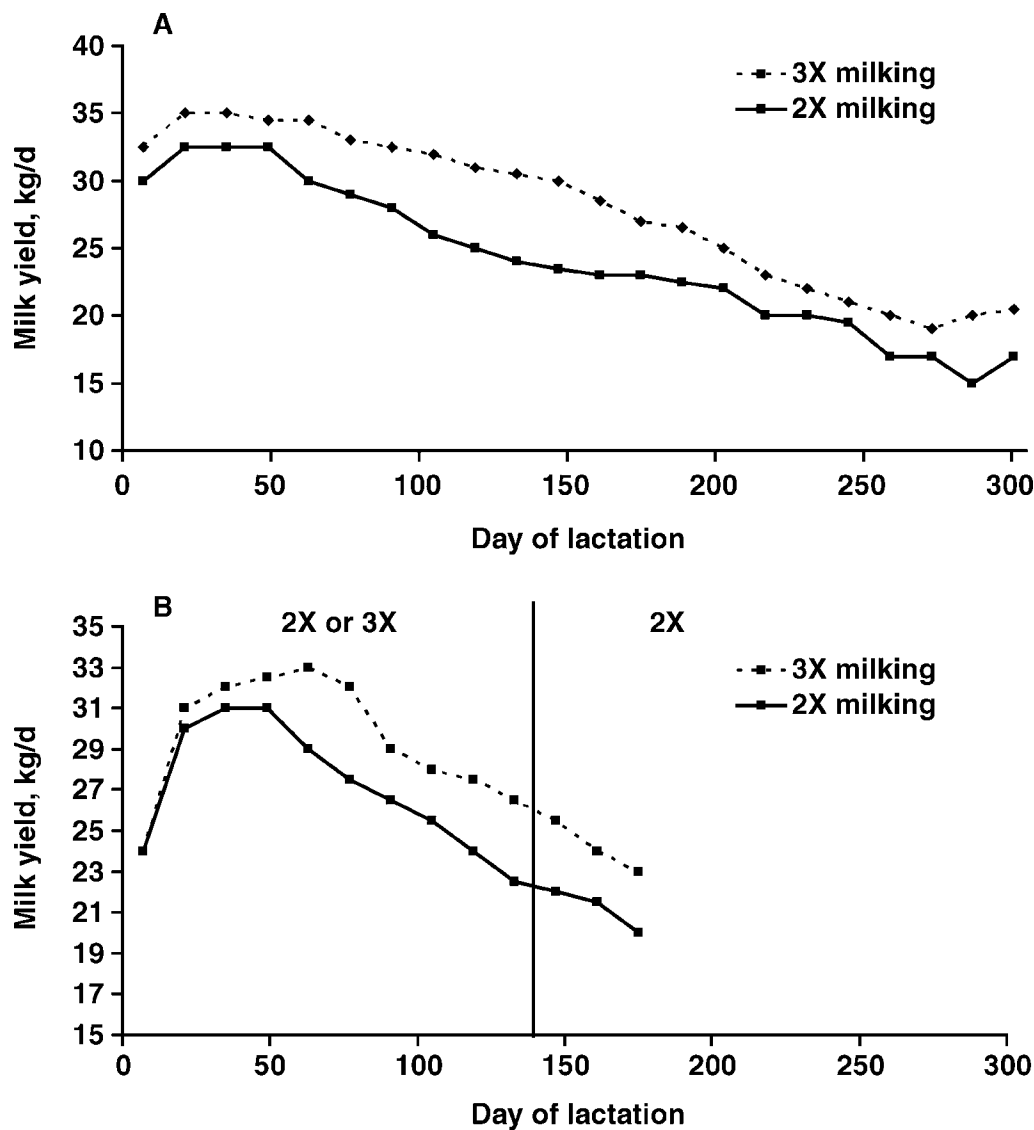 A
40
35
30
25
20
15
10
Milk yield, kg/d
3X milking
2X milking
0 50 100 150 200 250 300
Day of lactation
B
2X or 3X 2X
35
33
31
29
27
25
23
21
19
17
15
Milk yield, kg/d
3X milking
2X milking
0 50 100 150 200 250 300
Day of lactation